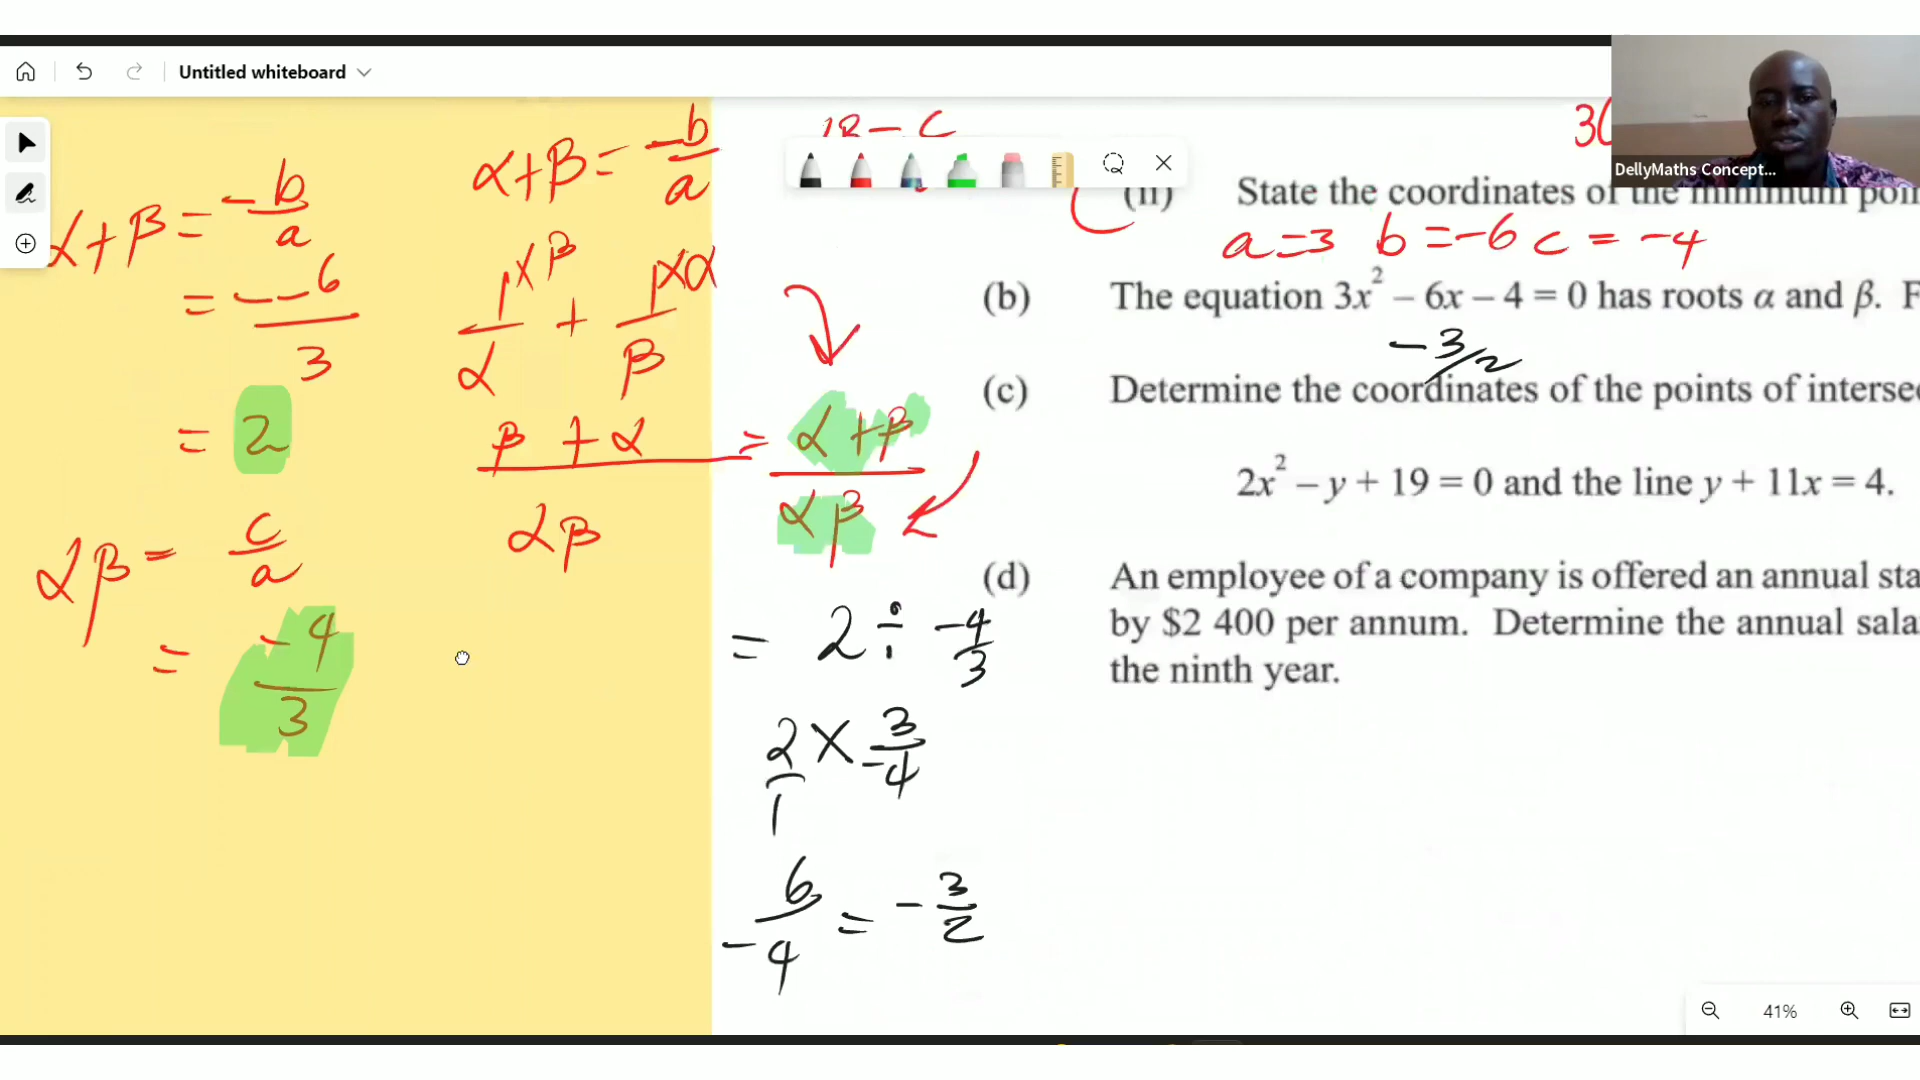 Untitled whiteboard
DellyMaths Concept...
α+β = -b/a
= --6/3
= 2
αβ = c/a
= -4/3
α+β = -b/a
1×β/α + 1×α/β
β + α/αβ = α+β/αβ
= 2 ÷ -4/3
2/1 × 3/-4
6/-4 = -3/2
(ii) State the coordinates of the minimum poin
a=3 b=-6 c=-4
(b) The equation 3x² – 6x – 4 = 0 has roots α and β. F
-3/2
(c) Determine the coordinates of the points of interse
2x² – y + 19 = 0 and the line y + 11x = 4.
(d) An employee of a company is offered an annual sta
by $2 400 per annum. Determine the annual sala
the ninth year.
41%